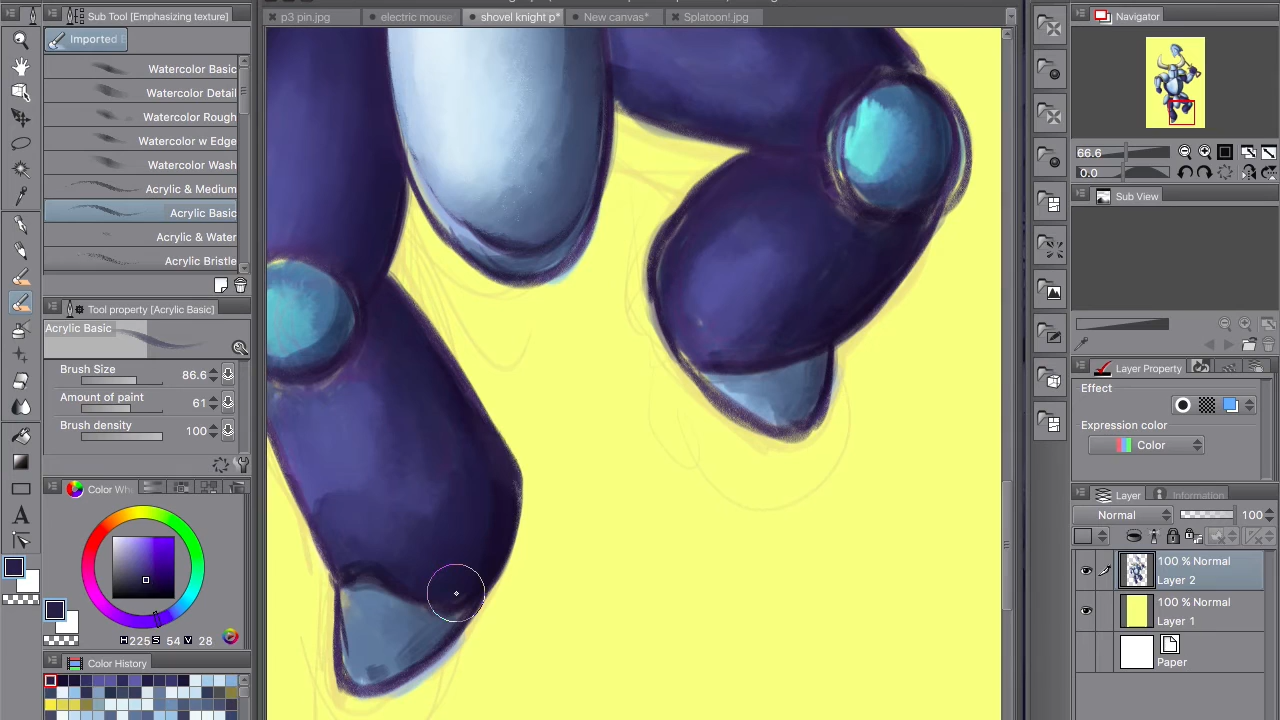 Sub Tool [Emphasizing texture]
p3 pin.jpg
electric mouse
shovel knight p*
New canvas*
Splatoon!.jpg
Navigator
Imported
Watercolor Basic
Watercolor Detail
Watercolor Rough
Watercolor w Edge
Watercolor Wash
Acrylic & Medium
Acrylic Basic
Acrylic & Water
Acrylic Bristle
66.6
0.0
Sub View
Tool property [Acrylic Basic]
Acrylic Basic
Brush Size
86.6
Amount of paint
61
Brush density
100
Layer Property
Effect
Expression color
Color
Color Wh
Layer
Information
Normal
100
100 % Normal
Layer 2
100 % Normal
Layer 1
Paper
H 225 S 54 V 28
Color History
A